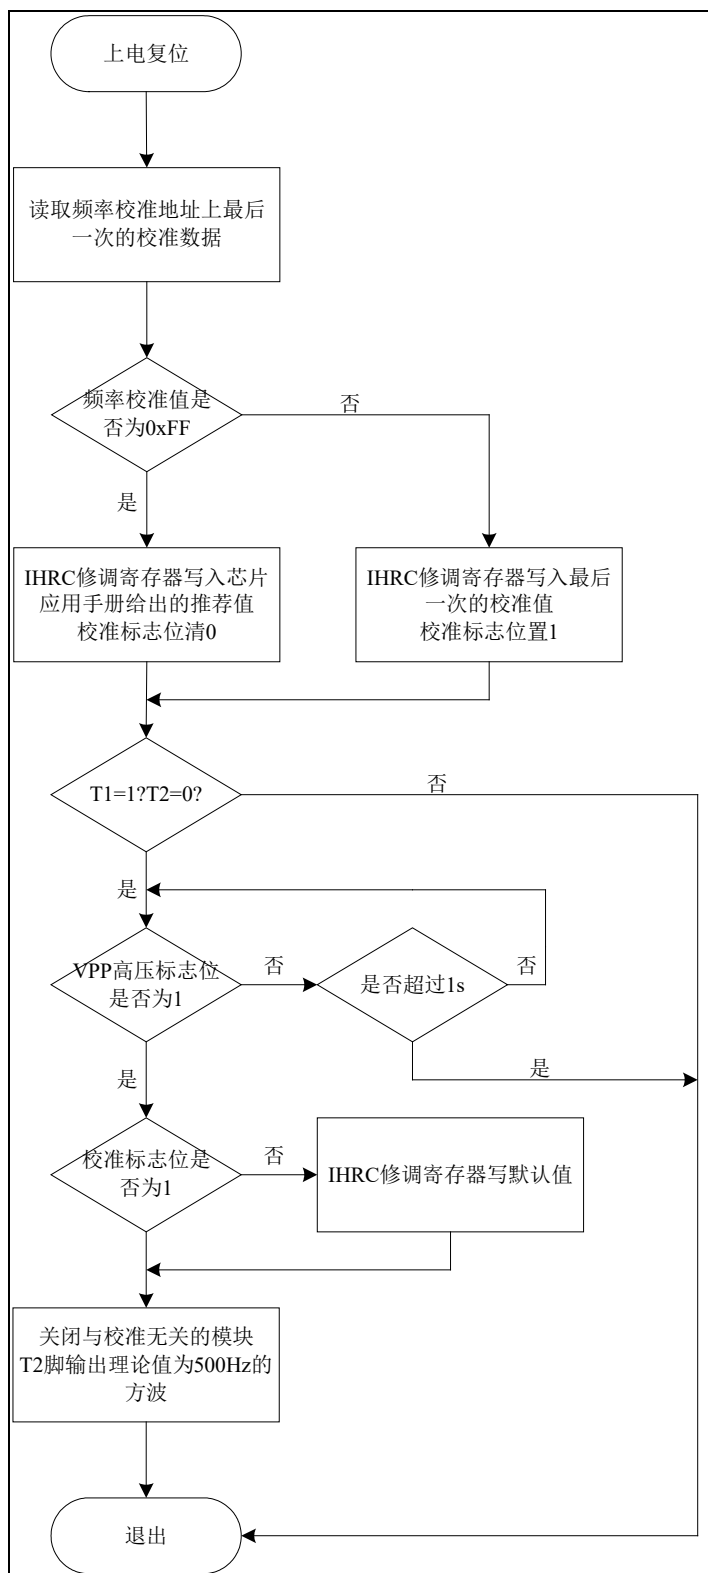 上电复位
读取频率校准地址上最后
一次的校准数据
频率校准值是
否为0xFF
否
是
IHRC修调寄存器写入芯片
应用手册给出的推荐值
校准标志位清0
IHRC修调寄存器写入最后
一次的校准值
校准标志位置1
T1=1?T2=0?
否
是
VPP高压标志位
是否为1
否
是否超过1s
否
是
是
校准标志位是
否为1
否
IHRC修调寄存器写默认值
关闭与校准无关的模块
T2脚输出理论值为500Hz的
方波
退出